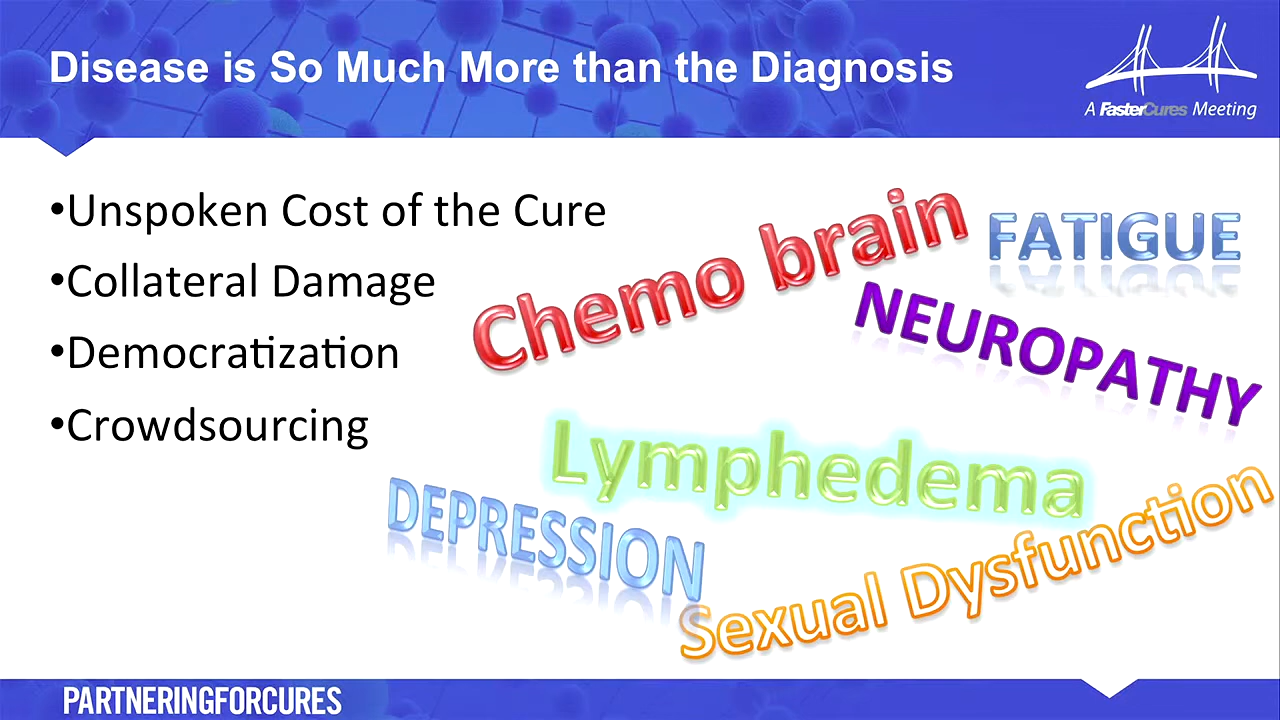 Disease is So Much More than the Diagnosis
A FasterCures Meeting
•Unspoken Cost of the Cure
•Collateral Damage
•Democratization
•Crowdsourcing
Chemo brain
FATIGUE
NEUROPATHY
Lymphedema
DEPRESSION
Sexual Dysfunction
PARTNERINGFORCURES